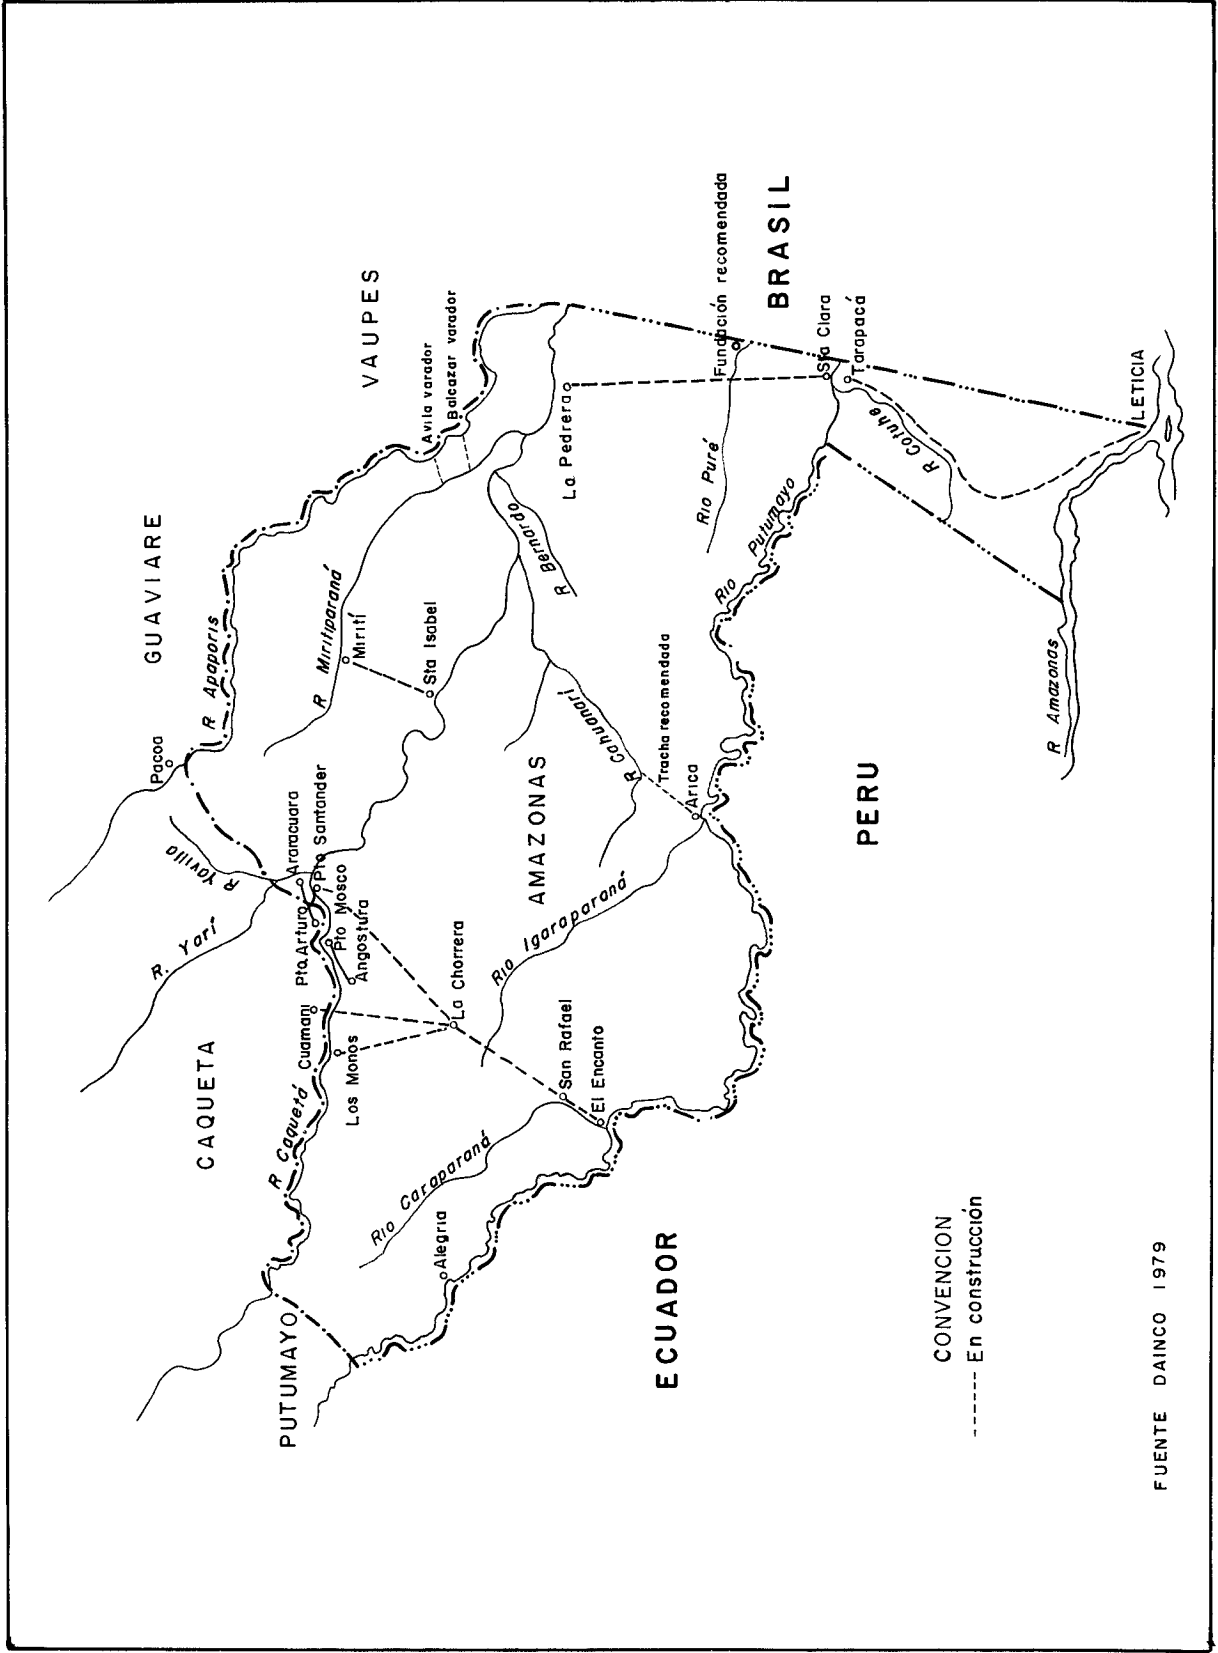 GUAVIARE
VAUPES
Pacoa
R Apaporis
R Yavilla
R. Yarí
CAQUETA
Araracuara
Pto Santander
Pta. Arturo
Pto Mosco
Angostura
Cuamani
Los Monos
R Caquetá
PUTUMAYO
R Miritiparaná
Mirití
Sta Isabel
Avila varador
Balcazar varador
R Bernardo
La Pedrera
AMAZONAS
R Cahuanari
Tracha recomendada
Arica
Rio Igaraparaná
La Chorrera
San Rafael
El Encanto
Rio Caraparaná
Alegria
Fundación recomendada
BRASIL
Rio Puré
Rio Putumayo
Sta Clara
Tarapacá
R Cotuhe
LETICIA
R Amazonas
PERU
ECUADOR
CONVENCION
------- En construcción
FUENTE DAINCO 1979